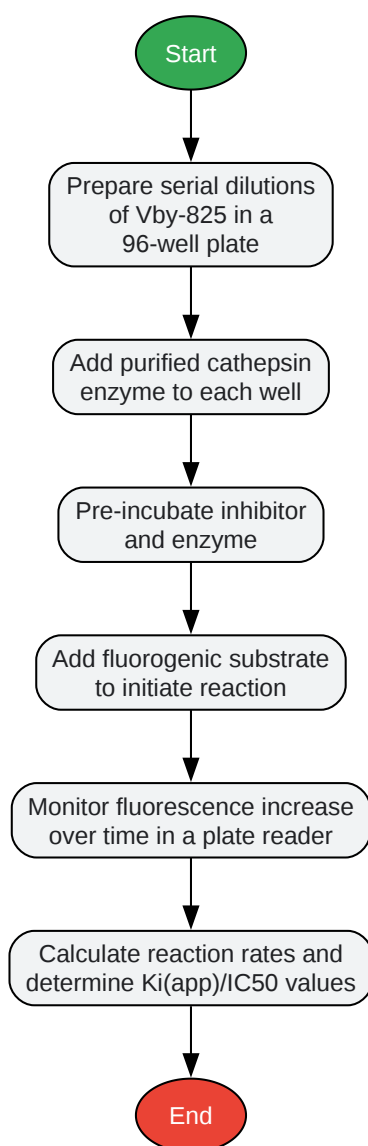 Start
Prepare serial dilutions
of Vby-825 in a
96-well plate
Add purified cathepsin
enzyme to each well
Pre-incubate inhibitor
and enzyme
Add fluorogenic substrate
to initiate reaction
Monitor fluorescence increase
over time in a plate reader
Calculate reaction rates and
determine Ki(app)/IC50 values
End